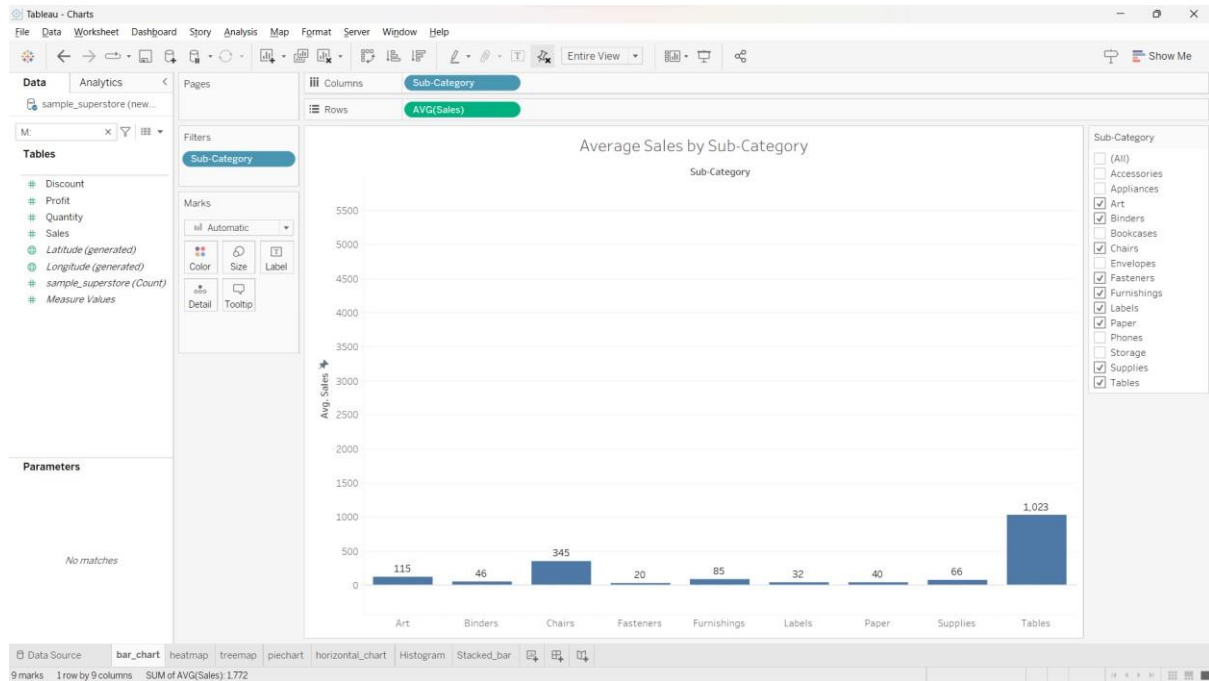 Tableau - Charts
File Data Worksheet Dashboard Story Analysis Map Format Server Window Help
Entire View
Show Me
Data Analytics
sample_superstore (new...
M:
Tables
# Discount
# Profit
# Quantity
# Sales
Latitude (generated)
Longitude (generated)
# sample_superstore (Count)
# Measure Values
Parameters
No matches
Pages
Filters
Sub-Category
Marks
Automatic
Color Size Label
Detail Tooltip
Columns Sub-Category
Rows AVG(Sales)
Average Sales by Sub-Category
Sub-Category
Avg. Sales
5500
5000
4500
4000
3500
3000
2500
2000
1500
1000
500
0
115 46 345 20 85 32 40 66 1,023
Art Binders Chairs Fasteners Furnishings Labels Paper Supplies Tables
Sub-Category
(All)
Accessories
Appliances
Art
Binders
Bookcases
Chairs
Envelopes
Fasteners
Furnishings
Labels
Paper
Phones
Storage
Supplies
Tables
Data Source bar_chart heatmap treemap piechart horizontal_chart Histogram Stacked_bar
9 marks 1 row by 9 columns SUM of AVG(Sales): 1,772